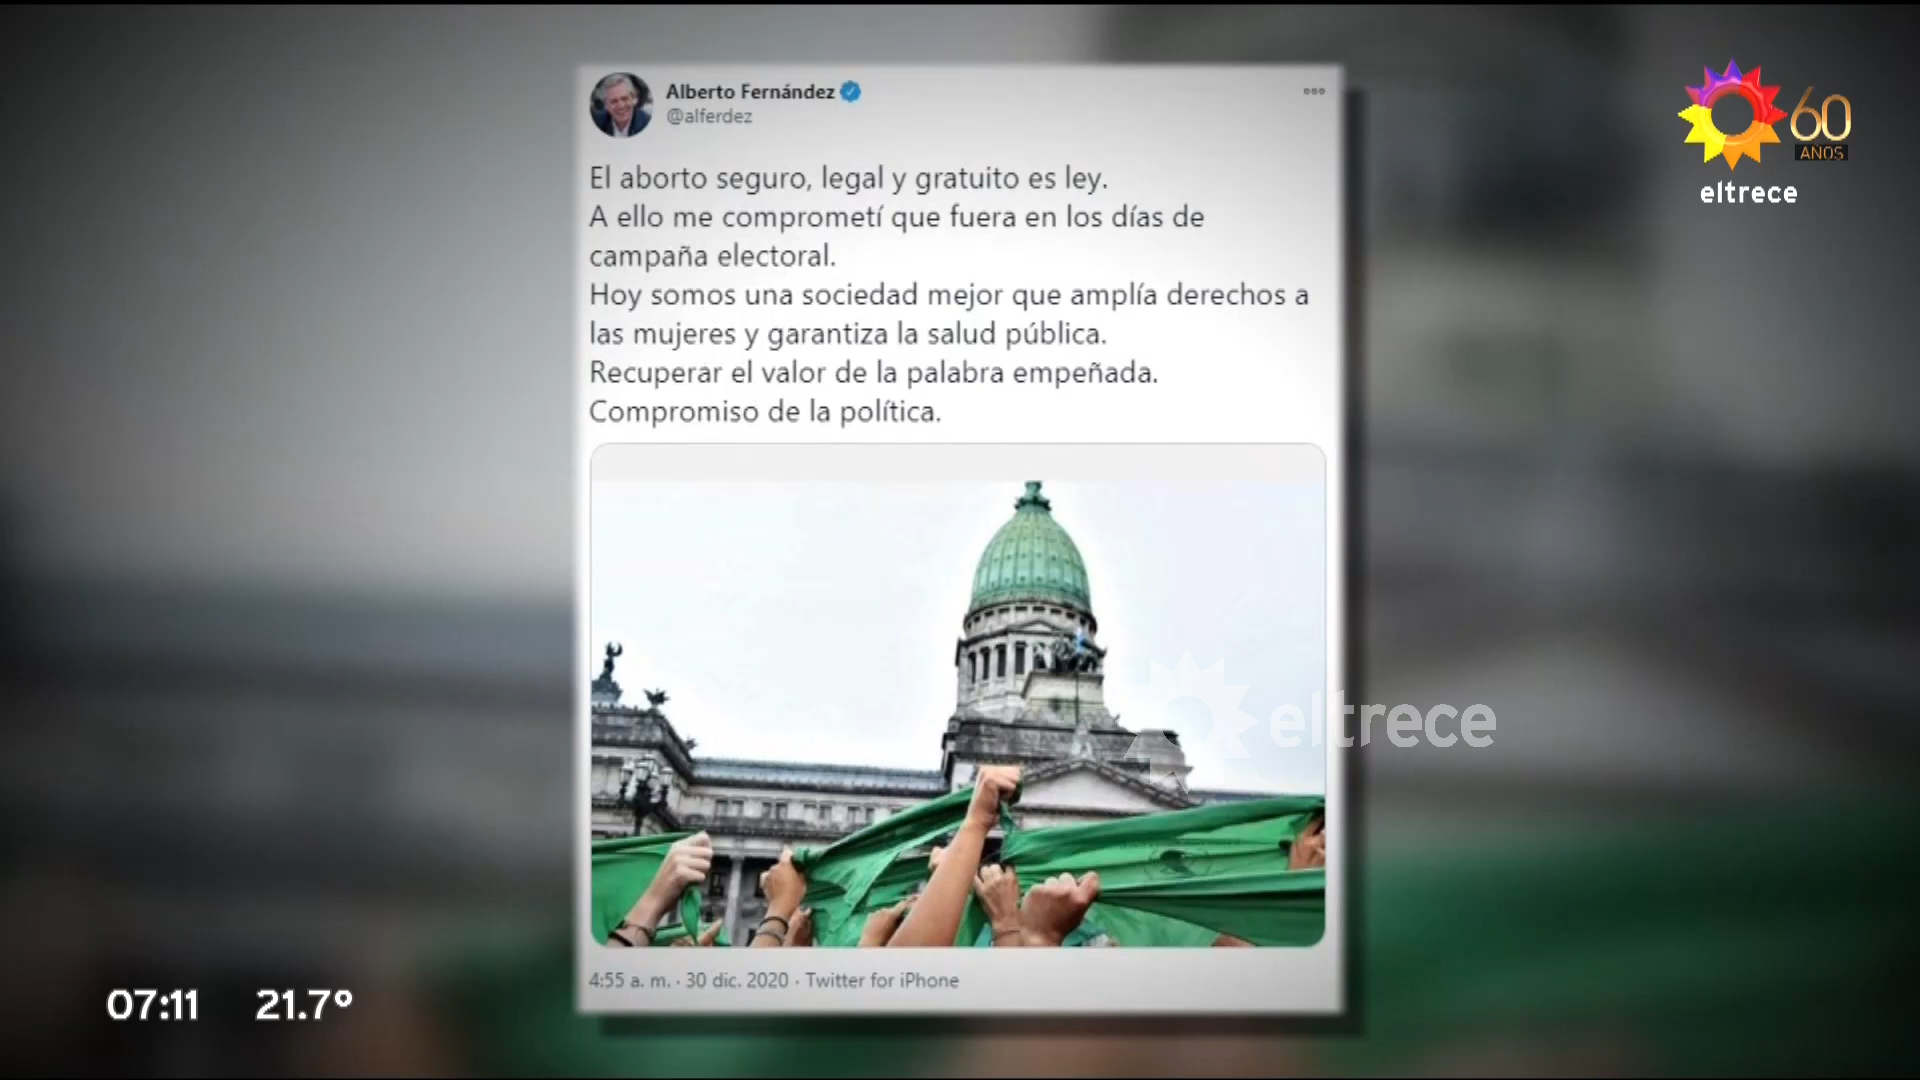 Alberto Fernández
@alferdez
El aborto seguro, legal y gratuito es ley.
A ello me comprometí que fuera en los días de
campaña electoral.
Hoy somos una sociedad mejor que amplía derechos a
las mujeres y garantiza la salud pública.
Recuperar el valor de la palabra empeñada.
Compromiso de la política.
4:55 a. m. · 30 dic. 2020 · Twitter for iPhone
60
AÑOS
eltrece
eltrece
07:11 21.7°